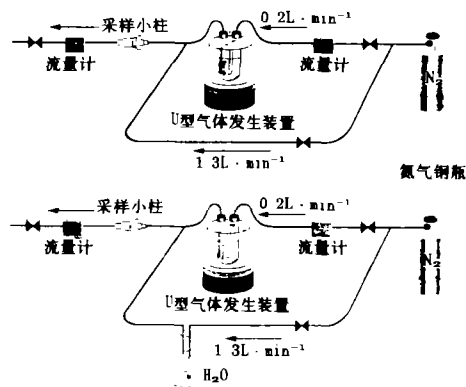 采样小柱
0 2L · min⁻¹
流量计
流量计
N₂
U型气体发生装置
1 3L · min⁻¹
氮气钢瓶
采样小柱
0 2L · min⁻¹
流量计
流量计
N₂
U型气体发生装置
1 3L · min⁻¹
H₂O